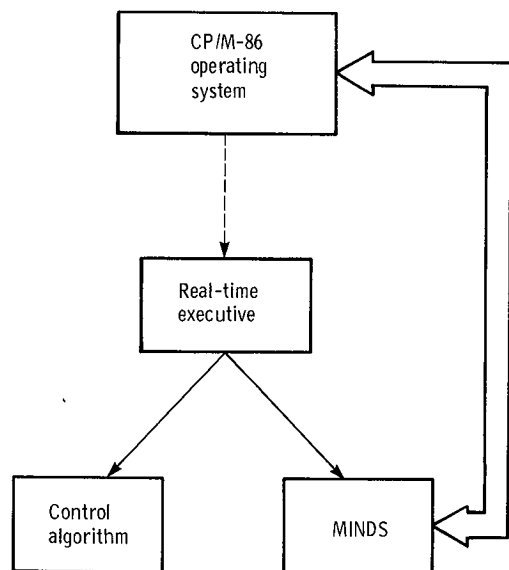 CP/M-86
operating
system
Real-time
executive
Control
algorithm
MINDS